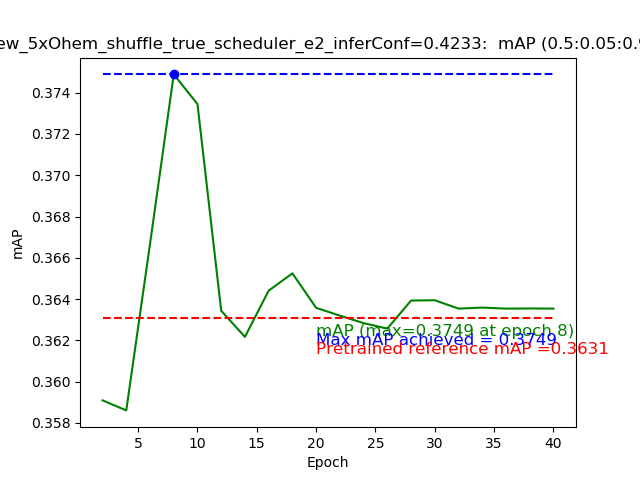 ew_5xOhem_shuffle_true_scheduler_e2_inferConf=0.4233: mAP (0.5:0.05:0.9
0.374
0.372
0.370
0.368
0.366
0.364
0.362
0.360
0.358
mAP
mAP (max=0.3749 at epoch 8)
Max mAP achieved = 0.3749
Pretrained reference mAP =0.3631
5 10 15 20 25 30 35 40
Epoch